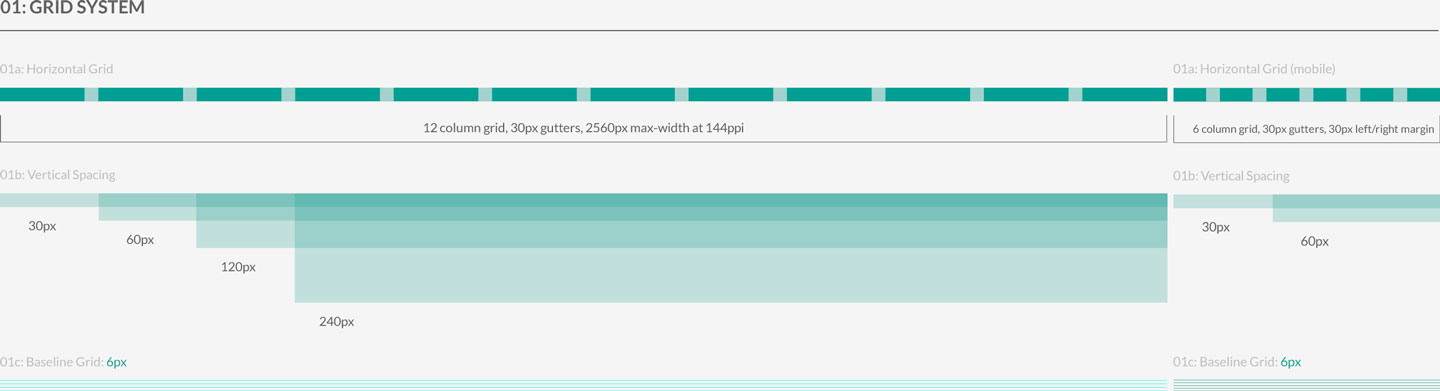 01: GRID SYSTEM
01a: Horizontal Grid
12 column grid, 30px gutters, 2560px max-width at 144ppi
01b: Vertical Spacing
30px
60px
120px
240px
01c: Baseline Grid: 6px
01a: Horizontal Grid (mobile)
6 column grid, 30px gutters, 30px left/right margin
01b: Vertical Spacing
30px
60px
01c: Baseline Grid: 6px